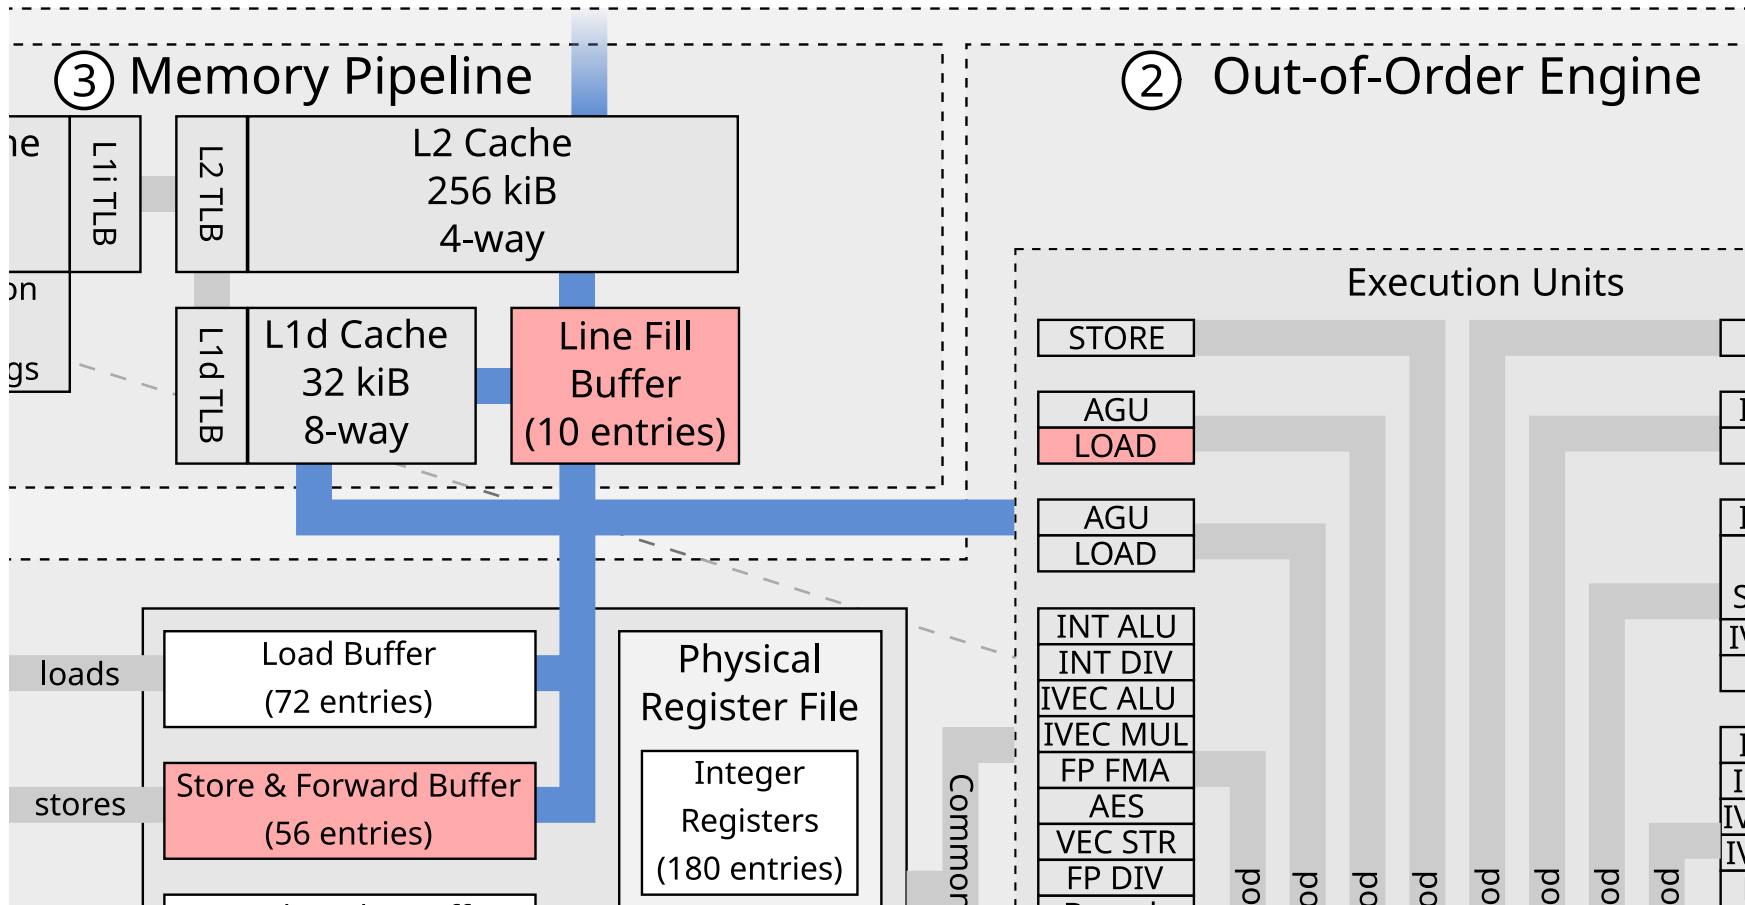 3 Memory Pipeline
2 Out-of-Order Engine
L1i TLB
L2 TLB
L2 Cache
256 kiB
4-way
L1d TLB
L1d Cache
32 kiB
8-way
Line Fill
Buffer
(10 entries)
loads
Load Buffer
(72 entries)
stores
Store & Forward Buffer
(56 entries)
Physical
Register File
Integer
Registers
(180 entries)
Common
Execution Units
STORE
AGU
LOAD
AGU
LOAD
INT ALU
INT DIV
IVEC ALU
IVEC MUL
FP FMA
AES
VEC STR
FP DIV